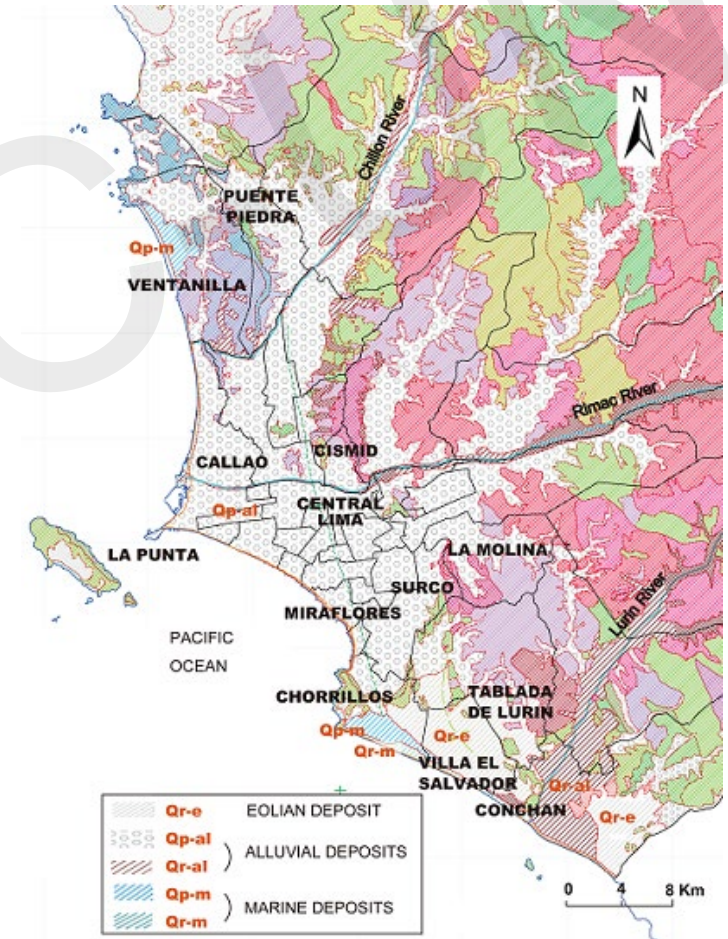 N
Chillon River
PUENTE
PIEDRA
Qp-m
VENTANILLA
Rimac River
CISMID
CALLAO
CENTRAL
LIMA
Qp-al
LA PUNTA
LA MOLINA
SURCO
Lurin River
MIRAFLORES
PACIFIC
OCEAN
CHORRILLOS
TABLADA
DE LURIN
Qp-m
Qr-e
Qr-m
VILLA EL
SALVADOR
Qr-al
CONCHAN
Qr-e
Qr-e EOLIAN DEPOSIT
Qp-al
ALLUVIAL DEPOSITS
Qr-al
Qp-m
MARINE DEPOSITS
Qr-m
0 4 8 Km